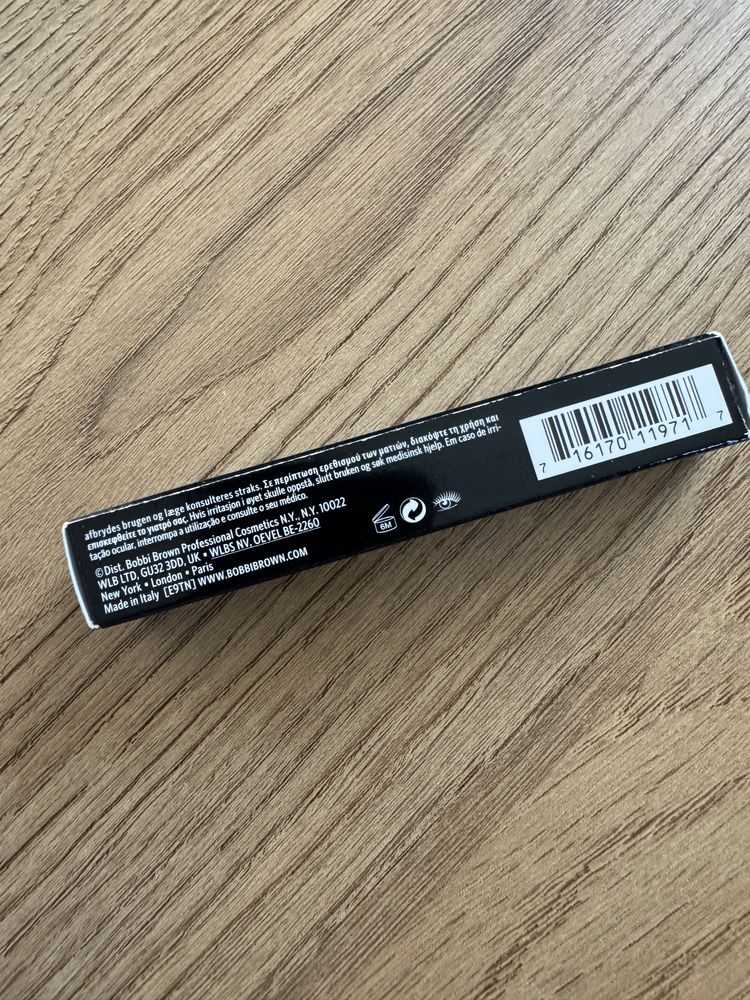 afbrydes brugen og læge konsulteres straks. Σε περίπτωση ερεθισμού των ματιών, διακόψτε τη χρήση και
επισκεφθείτε το γιατρό σας. Hvis irritasjon i øyet skulle oppstå, slutt bruken og søk medisinsk hjelp. Em caso de irri-
tação ocular, interrompa a utilização e consulte o seu médico.
©Dist. Bobbi Brown Professional Cosmetics N.Y., N.Y. 10022
WLB LTD, GU32 3DD, UK • WLBS NV, OEVEL BE-2260
New York • London • Paris
Made in Italy [E9TN] WWW.BOBBIBROWN.COM
6M
7 16170 11971 7